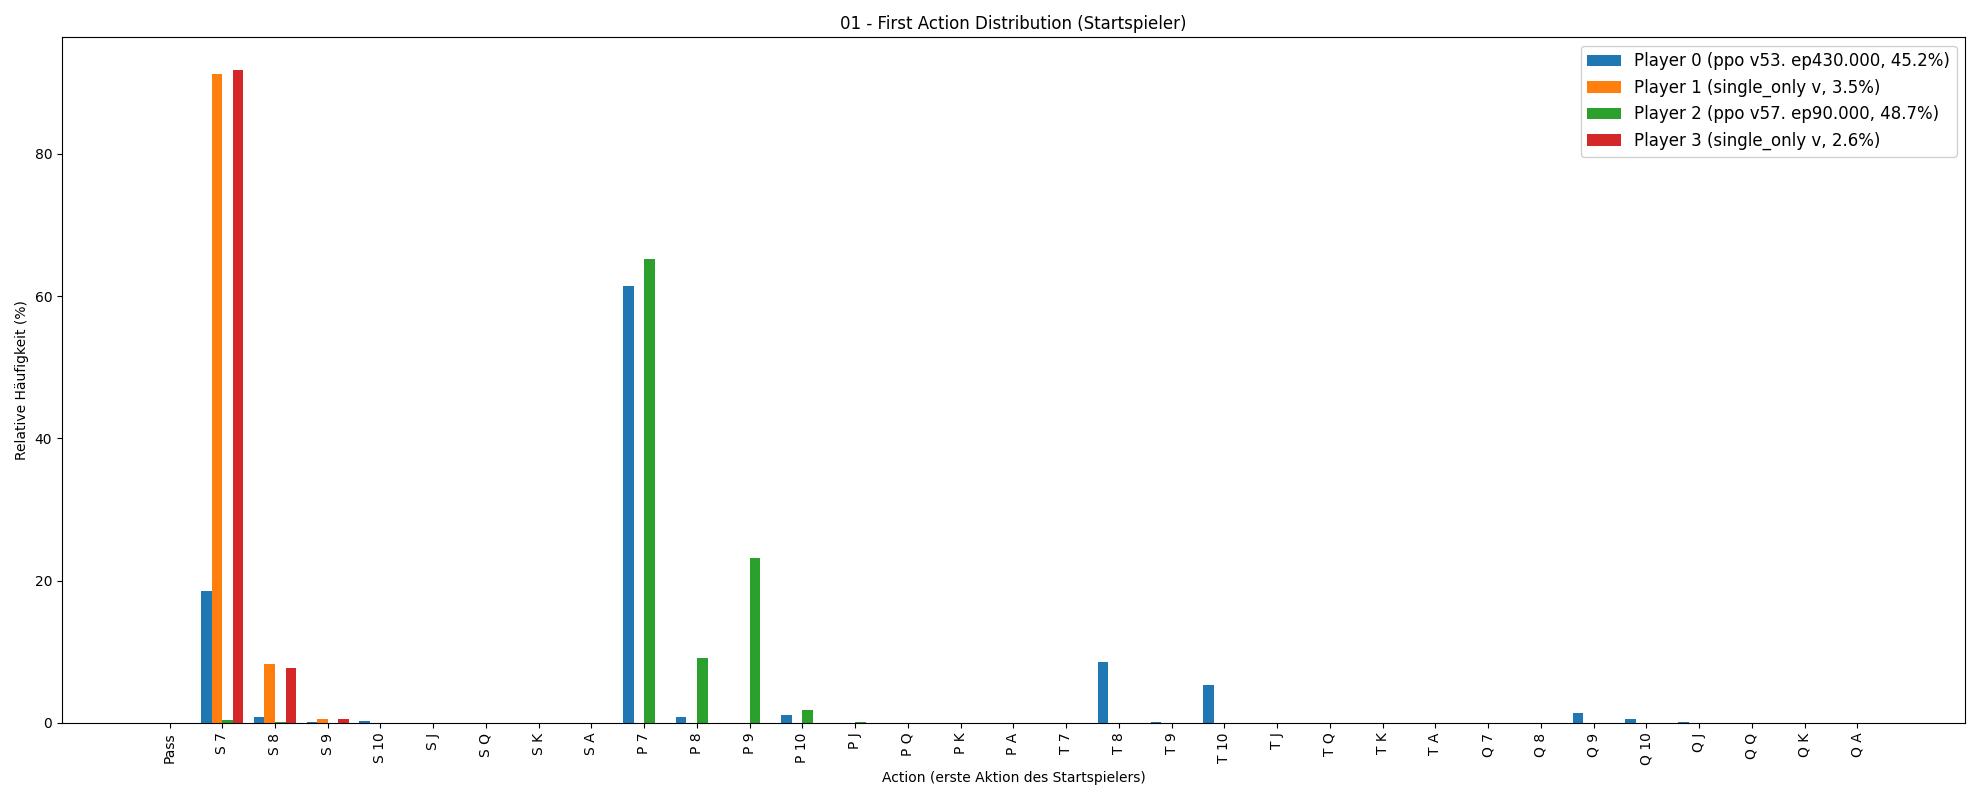 01 - First Action Distribution (Startspieler)
Player 0 (ppo v53. ep430.000, 45.2%)
Player 1 (single_only v, 3.5%)
Player 2 (ppo v57. ep90.000, 48.7%)
Player 3 (single_only v, 2.6%)
Relative Häufigkeit (%)
80
60
40
20
0
Pass
S 7
S 8
S 9
S 10
S J
S Q
S K
S A
P 7
P 8
P 9
P 10
P J
P Q
P K
P A
T 7
T 8
T 9
T 10
T J
T Q
T K
T A
Q 7
Q 8
Q 9
Q 10
Q J
Q Q
Q K
Q A
Action (erste Aktion des Startspielers)